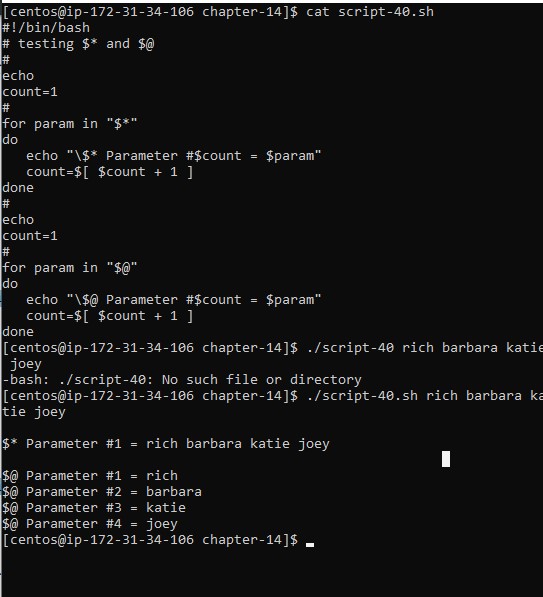 [centos@ip-172-31-34-106 chapter-14]$ cat script-40.sh
#!/bin/bash
# testing $* and $@
#
echo
count=1
#
for param in "$*"
do
   echo "\$* Parameter #$count = $param"
   count=$[ $count + 1 ]
done
#
echo
count=1
#
for param in "$@"
do
   echo "\$@ Parameter #$count = $param"
   count=$[ $count + 1 ]
done
[centos@ip-172-31-34-106 chapter-14]$ ./script-40 rich barbara katie
 joey
-bash: ./script-40: No such file or directory
[centos@ip-172-31-34-106 chapter-14]$ ./script-40.sh rich barbara ka
tie joey

$* Parameter #1 = rich barbara katie joey

$@ Parameter #1 = rich
$@ Parameter #2 = barbara
$@ Parameter #3 = katie
$@ Parameter #4 = joey
[centos@ip-172-31-34-106 chapter-14]$